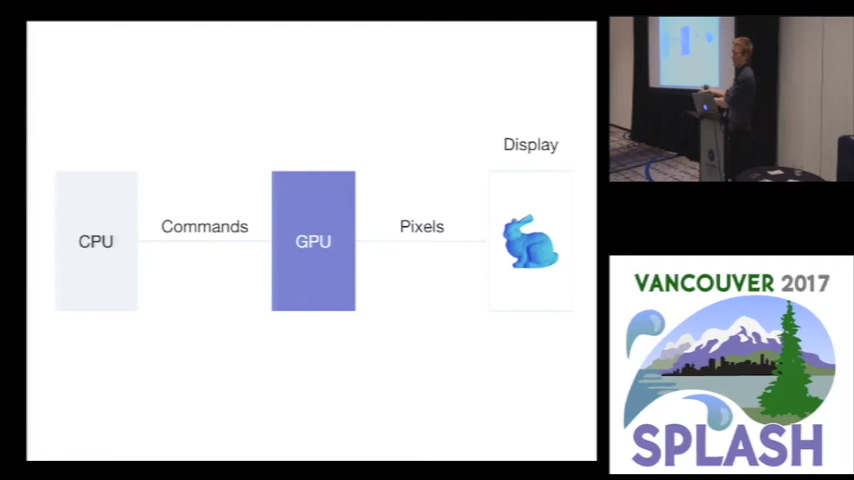 Display
CPU
Commands
GPU
Pixels
VANCOUVER 2017
SPLASH